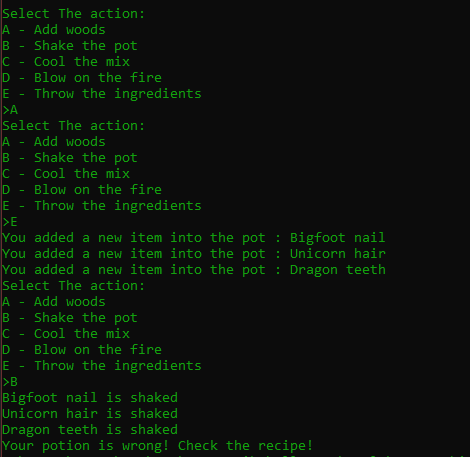 Select The action:
A - Add woods
B - Shake the pot
C - Cool the mix
D - Blow on the fire
E - Throw the ingredients
>A
Select The action:
A - Add woods
B - Shake the pot
C - Cool the mix
D - Blow on the fire
E - Throw the ingredients
>E
You added a new item into the pot : Bigfoot nail
You added a new item into the pot : Unicorn hair
You added a new item into the pot : Dragon teeth
Select The action:
A - Add woods
B - Shake the pot
C - Cool the mix
D - Blow on the fire
E - Throw the ingredients
>B
Bigfoot nail is shaked
Unicorn hair is shaked
Dragon teeth is shaked
Your potion is wrong! Check the recipe!